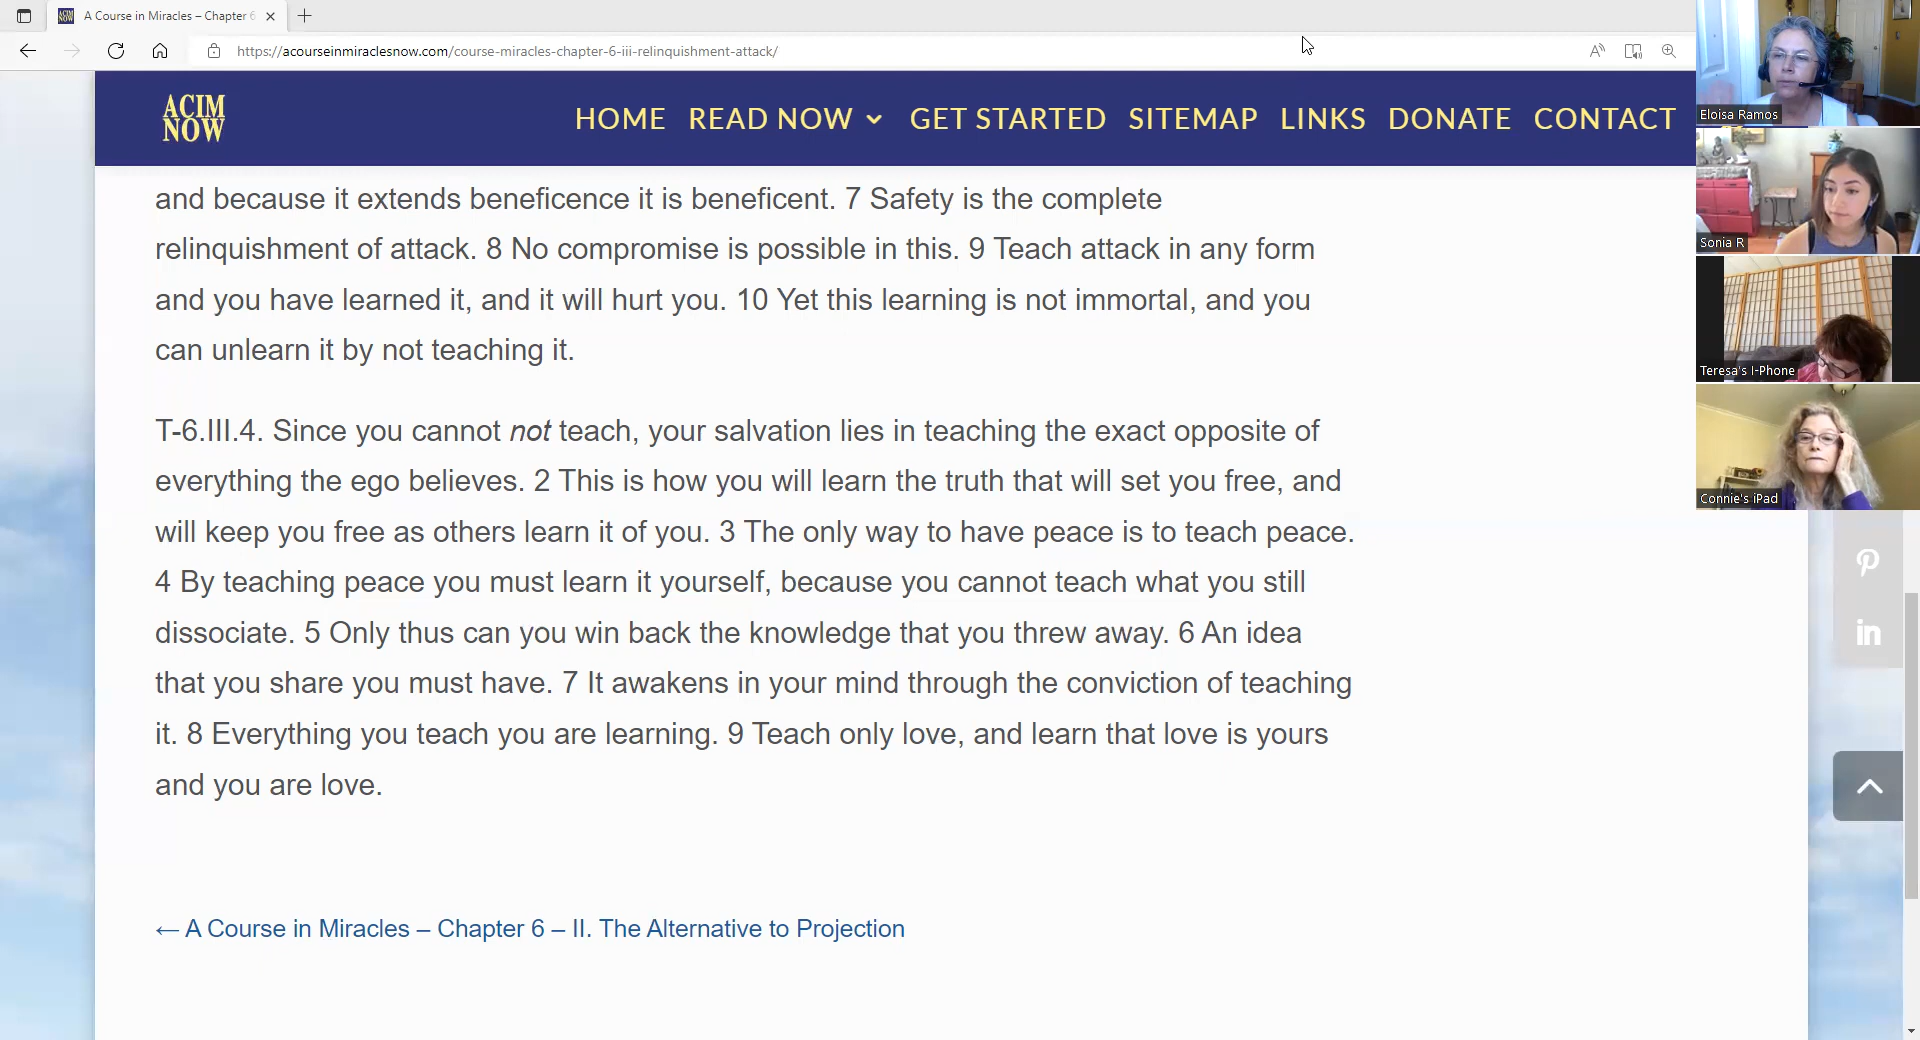 A Course in Miracles – Chapter 6
https://acourseinmiraclesnow.com/course-miracles-chapter-6-iii-relinquishment-attack/
ACIM
NOW
HOME READ NOW GET STARTED SITEMAP LINKS DONATE CONTACT
and because it extends beneficence it is beneficent. 7 Safety is the complete
relinquishment of attack. 8 No compromise is possible in this. 9 Teach attack in any form
and you have learned it, and it will hurt you. 10 Yet this learning is not immortal, and you
can unlearn it by not teaching it.
T-6.III.4. Since you cannot not teach, your salvation lies in teaching the exact opposite of
everything the ego believes. 2 This is how you will learn the truth that will set you free, and
will keep you free as others learn it of you. 3 The only way to have peace is to teach peace.
4 By teaching peace you must learn it yourself, because you cannot teach what you still
dissociate. 5 Only thus can you win back the knowledge that you threw away. 6 An idea
that you share you must have. 7 It awakens in your mind through the conviction of teaching
it. 8 Everything you teach you are learning. 9 Teach only love, and learn that love is yours
and you are love.
← A Course in Miracles – Chapter 6 – II. The Alternative to Projection
Eloisa Ramos
Sonia R
Teresa's I-Phone
Connie's iPad
in